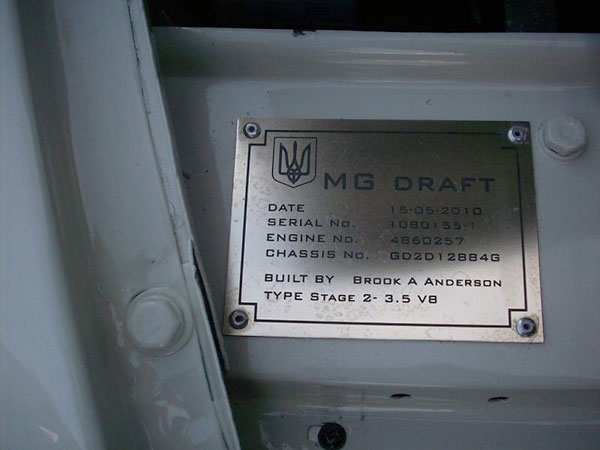 MG DRAFT
DATE 15-05-2010
SERIAL No. 1080155-1
ENGINE No. 4860257
CHASSIS No. GD2D12884G
BUILT BY BROOK A ANDERSON
TYPE STAGE 2- 3.5 V8